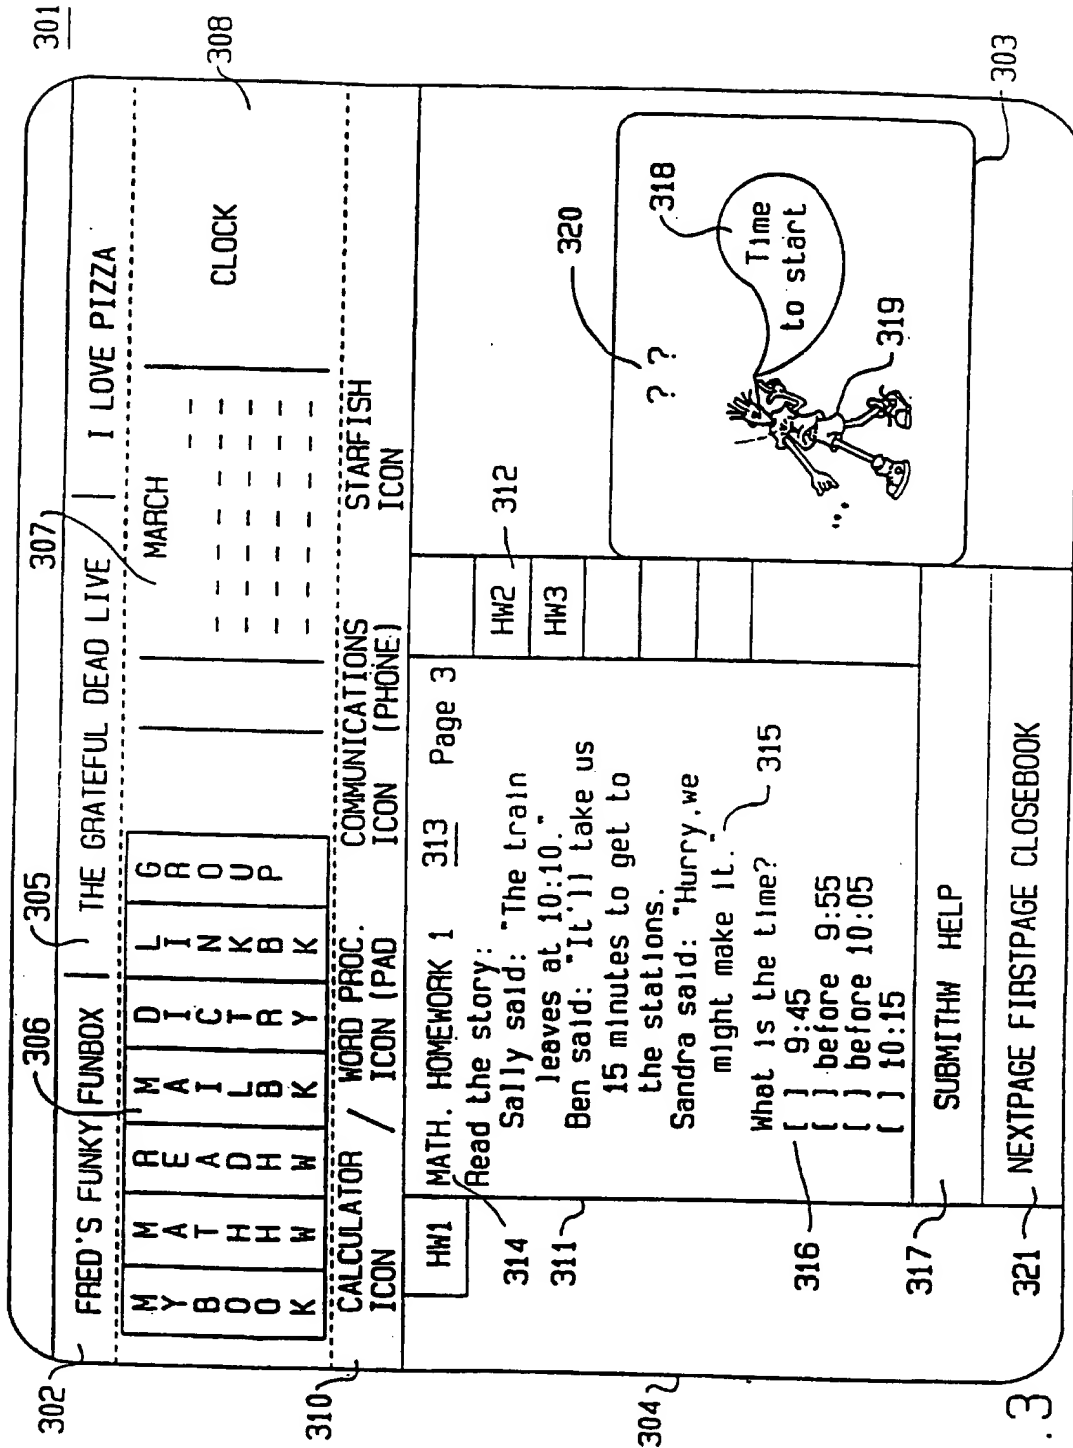 301
307
305
306
308
302
FRED'S FUNKY FUNBOX | THE GRATEFUL DEAD LIVE | I LOVE PIZZA
M M R M D L G
Y A E A I I R
B T A I C N O
O H D L T K U
O H H B R B P
K W W K Y K
MARCH
CLOCK
310
CALCULATOR / WORD PROC. COMMUNICATIONS STARFISH
ICON / ICON (PAD ICON (PHONE) ICON
HW1
MATH. HOMEWORK 1 313 Page 3
Read the story:
Sally said: "The train
leaves at 10:10."
Ben said: "It'll take us
15 minutes to get to
the stations.
Sandra said: "Hurry,we
might make it."
What is the time?
[ ] 9:45
[ ] before 9:55
[ ] before 10:05
[ ] 10:15
314
311
315
316
HW2
HW3
312
320
? ?
318
Time
to start
319
...
303
304
317
SUBMITHW HELP
321
NEXTPAGE FIRSTPAGE CLOSEBOOK
.3